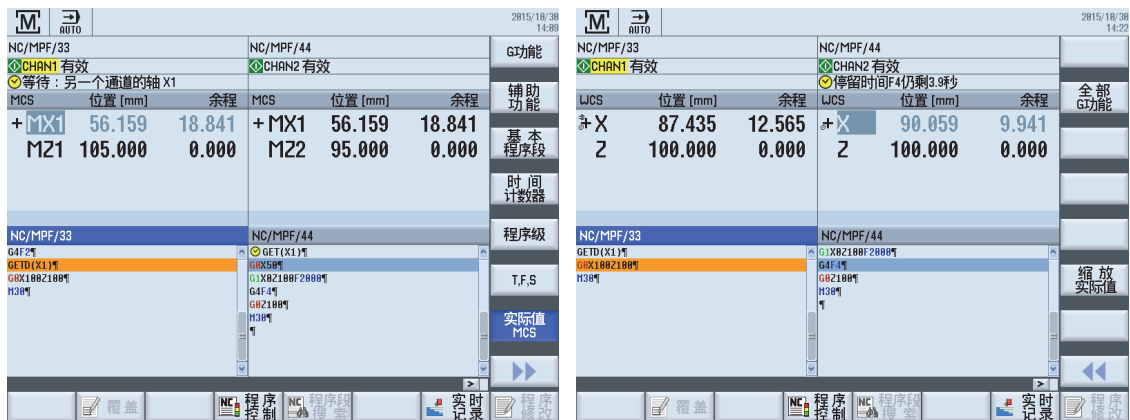 M AUTO 2015/10/30
14:09
NC/MPF/33 NC/MPF/44 GI功能
CHAN1 有效 CHAN2 有效
等待：另一个通道的轴 X1
MCS 位置 [mm] 余程 MCS 位置 [mm] 余程 辅助
功能
+ MX1 56.159 18.841 + MX1 56.159 18.841
MZ1 105.000 0.000 MZ2 95.000 0.000 基本
程序段
时间
计数器
NC/MPF/33 NC/MPF/44 程序级
G4F2¶ GET(X1)¶
GETD(X1)¶ G0X50¶
G0X100Z100¶ G1X0Z100F2000¶ T,F,S
M30¶ G4F4¶
G0Z100¶
M30¶ 实际值
MCS
¶
>
覆盖 NC 程序
控制 NC 程序段
搜索 实时
记录 程序
修改
M AUTO 2015/10/30
14:22
NC/MPF/33 NC/MPF/44
CHAN1 有效 CHAN2 有效
停留时间F4仍剩3.9秒
WCS 位置 [mm] 余程 WCS 位置 [mm] 余程 全部
GI功能
+ X 87.435 12.565 + X 90.059 9.941
Z 100.000 0.000 Z 100.000 0.000
NC/MPF/33 NC/MPF/44
GETD(X1)¶ G1X0Z100F2000¶
G0X100Z100¶ G4F4¶
M30¶ G0Z100¶ 缩放
实际值
M30¶
¶
>
覆盖 NC 程序
控制 NC 程序段
搜索 实时
记录 程序
修改